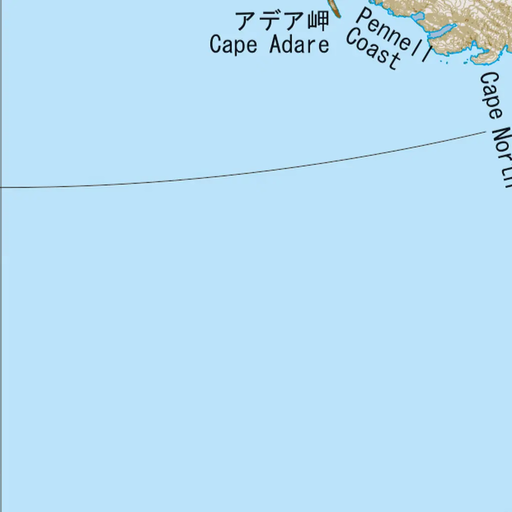 アデア岬
Cape Adare
Pennell
Coast
Cape North